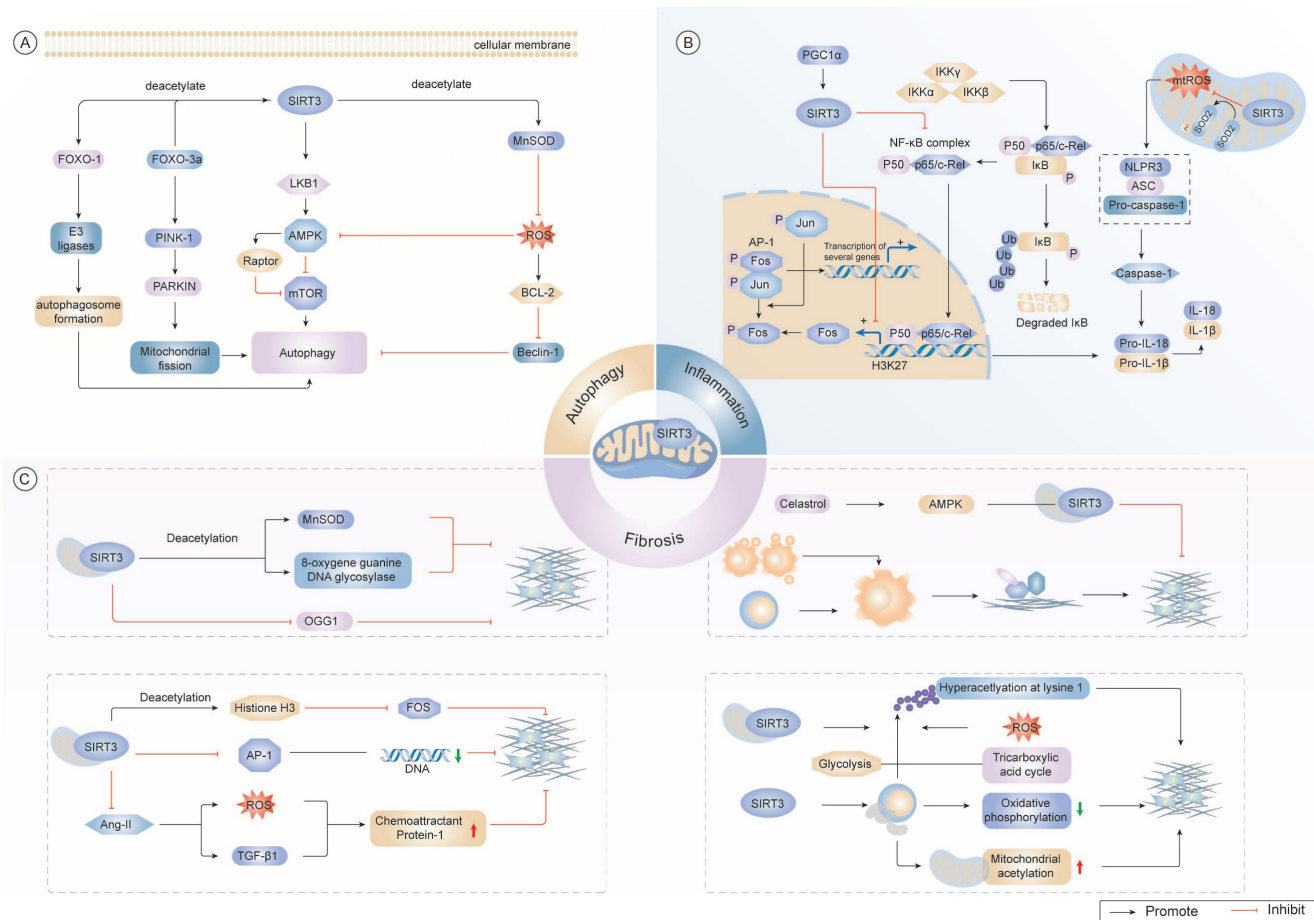 A
cellular membrane
deacetylate
deacetylate
SIRT3
MnSOD
FOXO-1
FOXO-3a
LKB1
E3
ligases
PINK-1
AMPK
ROS
Raptor
mTOR
BCL-2
PARKIN
autophagosome
formation
Mitochondrial
fission
Autophagy
Beclin-1
B
PGC1α
SIRT3
IKKγ
IKKα
IKKβ
NF-κB complex
P50
p65/c-Rel
P50
p65/c-Rel
IκB
P
mtROS
SIRT3
Ac
SOD2
SOD2
NLPR3
ASC
Pro-caspase-1
P
Jun
AP-1
P
Fos
P
Jun
Transcription of
several genes
+
Ub
Ub
Ub
Ub
IκB
P
Degraded IκB
Caspase-1
P
Fos
Fos
+
P50
p65/c-Rel
H3K27
Pro-IL-18
Pro-IL-1β
IL-18
IL-1β
Autophagy
Inflammation
Fibrosis
SIRT3
C
SIRT3
Deacetylation
MnSOD
8-oxygene guanine
DNA glycosylase
OGG1
Celastrol
AMPK
SIRT3
Deacetylation
SIRT3
Histione H3
FOS
AP-1
DNA
Ang-II
ROS
TGF-β1
Chemoattractant
Protein-1
Hyperacetlyation at lysine 1
SIRT3
ROS
Glycolysis
Tricarboxylic
acid cycle
SIRT3
Oxidative
phosphorylation
Mitochondrial
acetylation
Promote
Inhibit